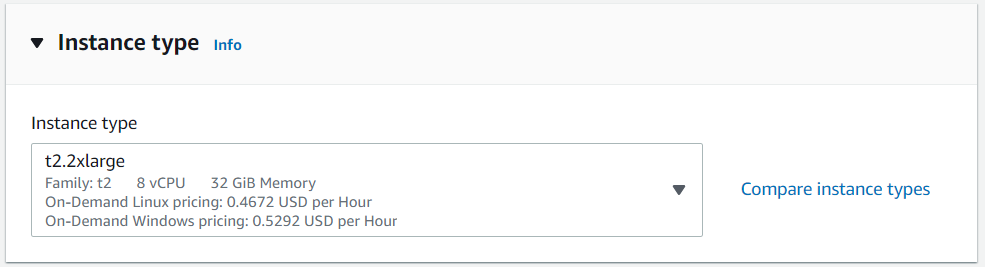 Instance type Info
Instance type
t2.2xlarge
Family: t2 8 vCPU 32 GiB Memory
On-Demand Linux pricing: 0.4672 USD per Hour
On-Demand Windows pricing: 0.5292 USD per Hour
Compare instance types